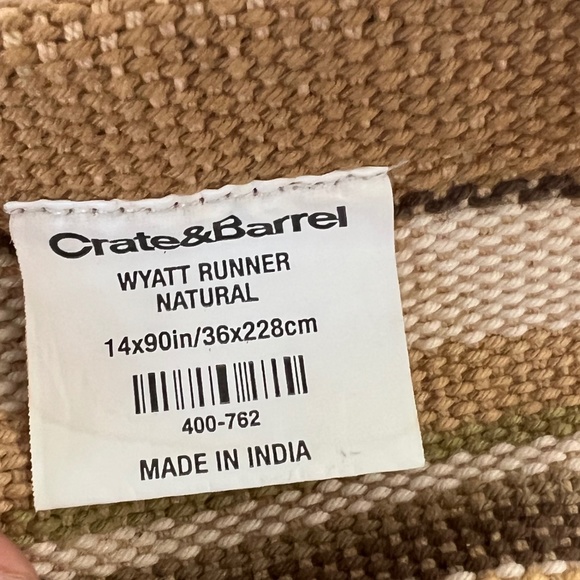 Crate&Barrel
WYATT RUNNER
NATURAL
14x90in/36x228cm
400-762
MADE IN INDIA